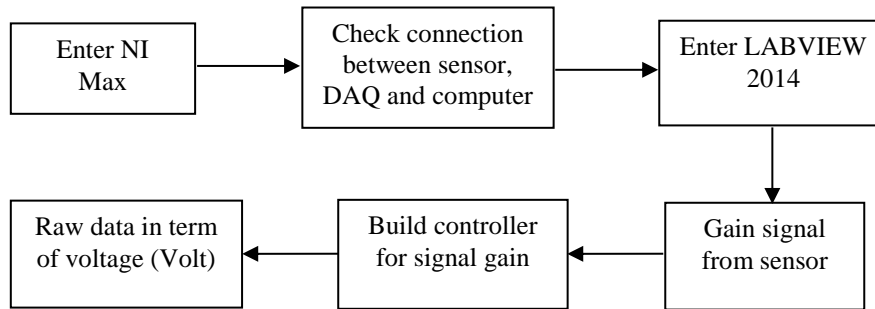 Enter NI
Max
Check connection
between sensor,
DAQ and computer
Enter LABVIEW
2014
Gain signal
from sensor
Build controller
for signal gain
Raw data in term
of voltage (Volt)